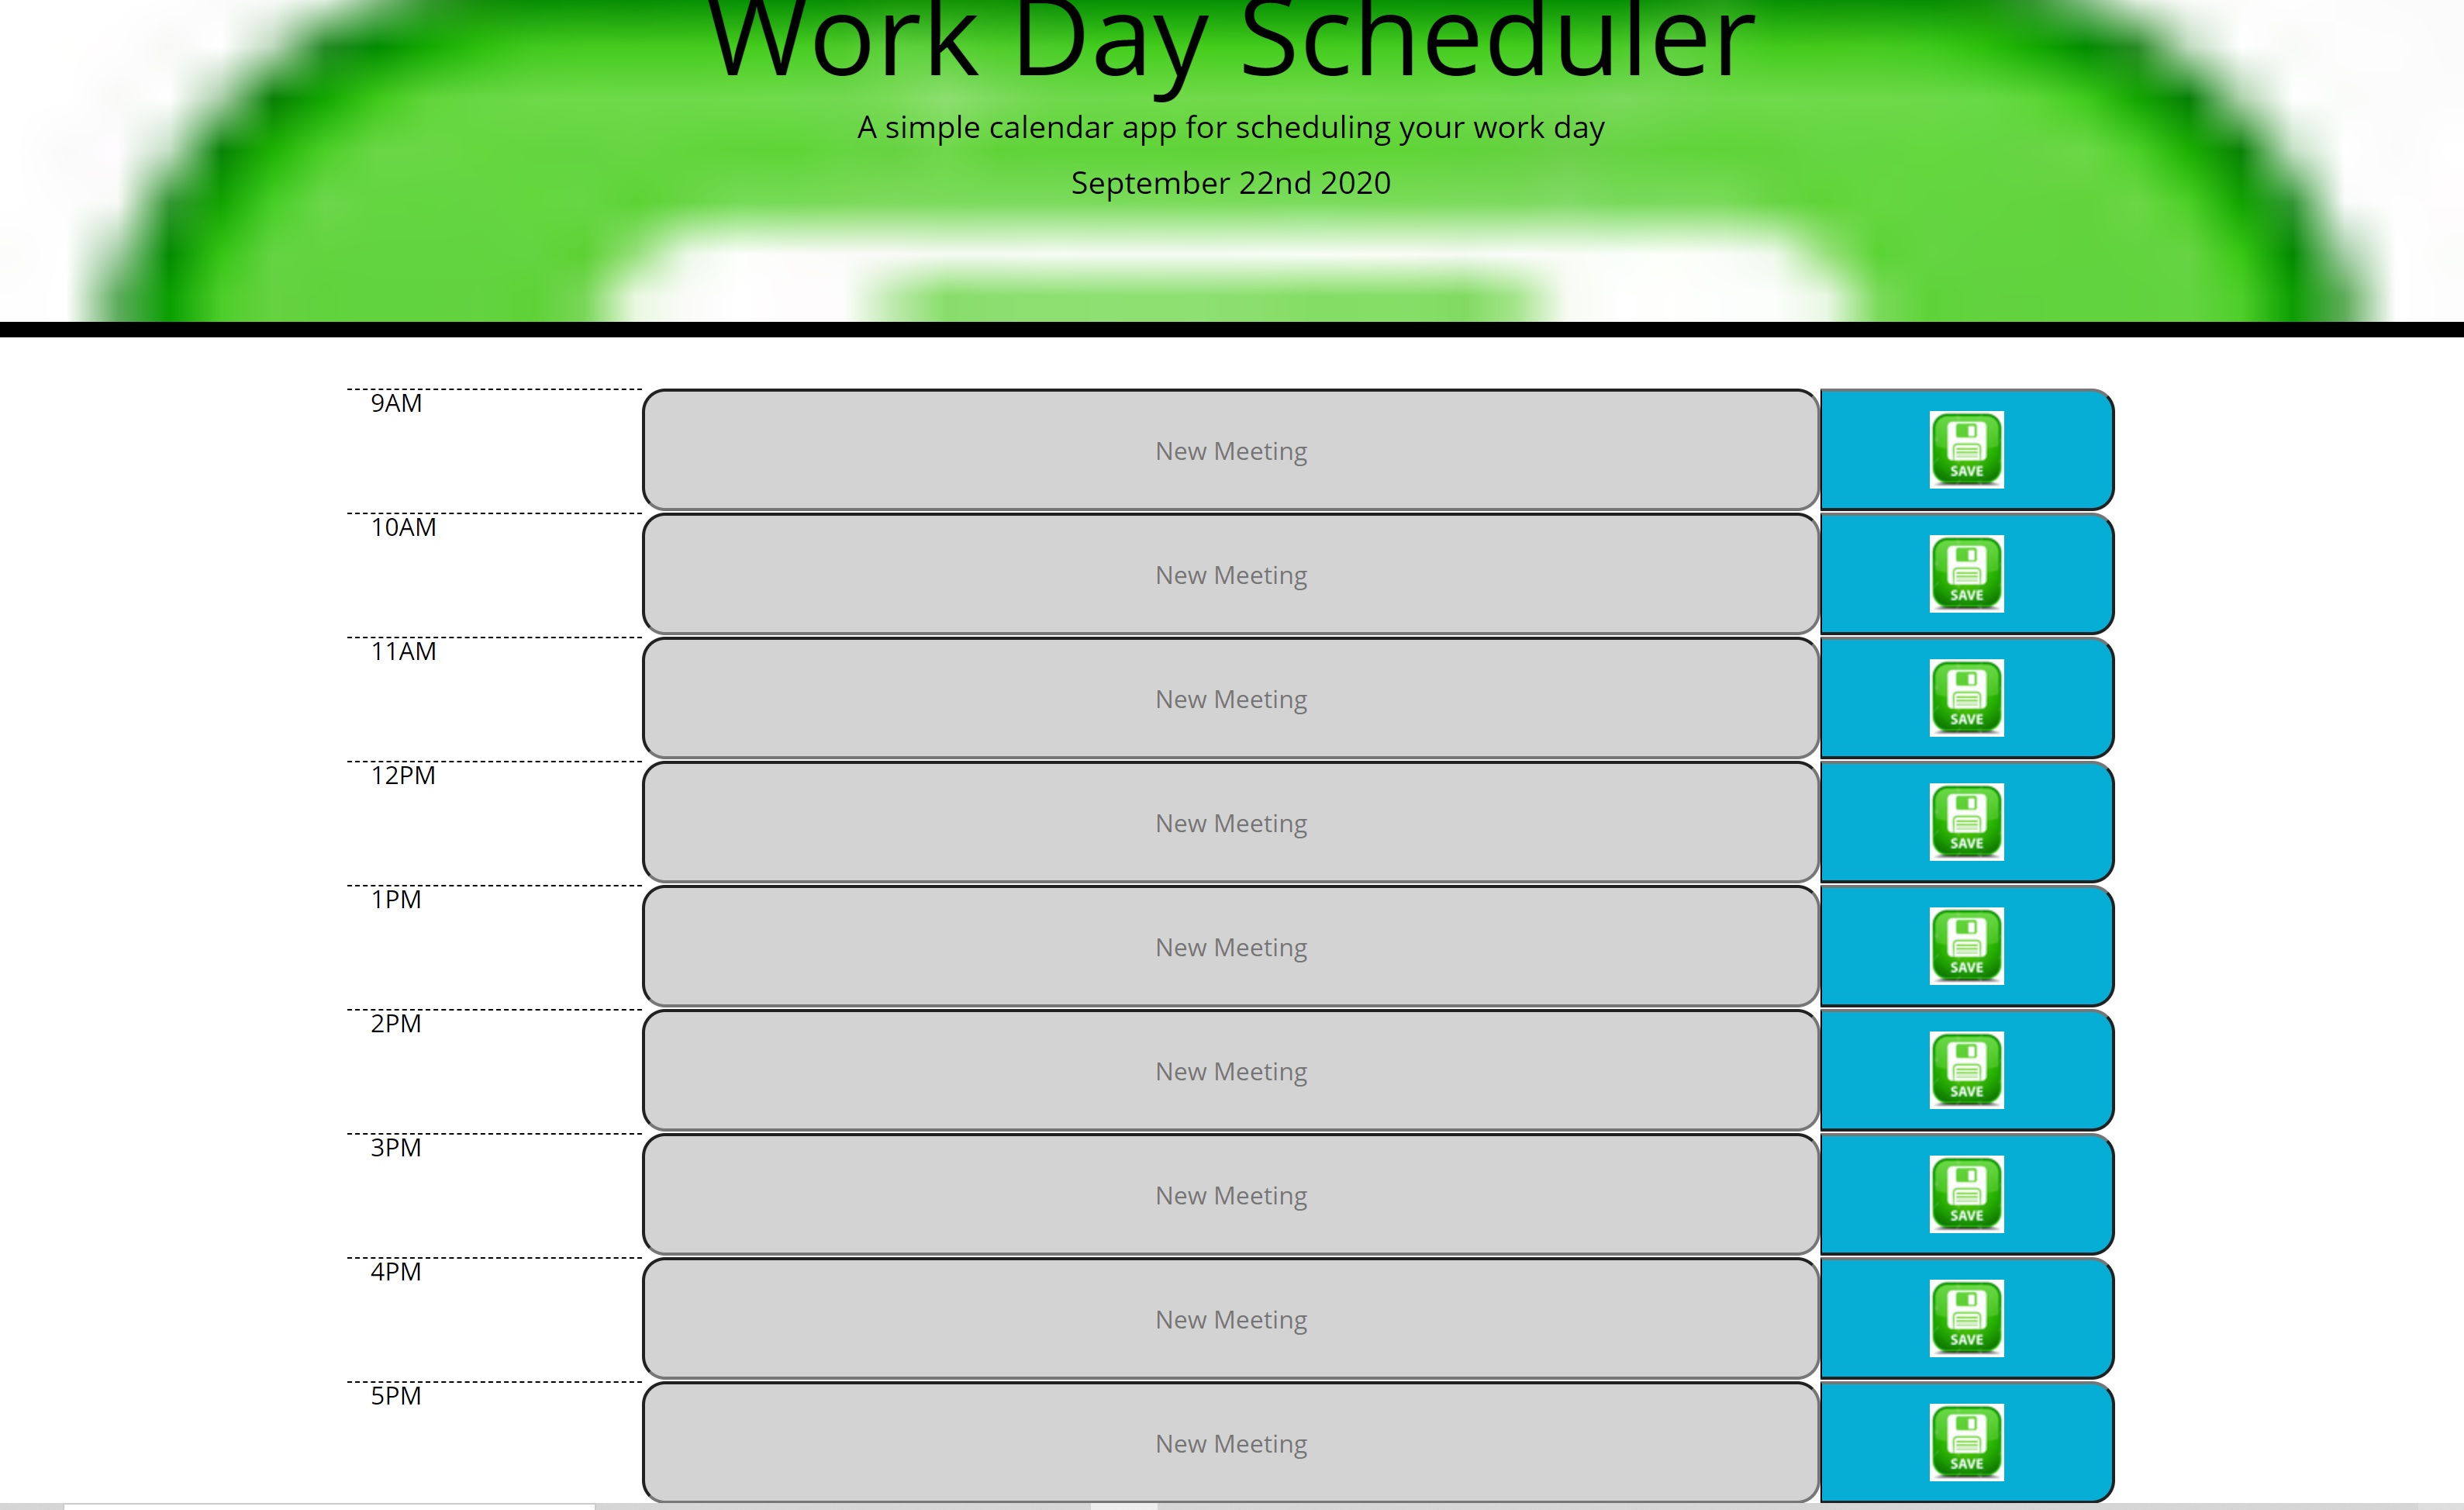 Work Day Scheduler
A simple calendar app for scheduling your work day
September 22nd 2020
9AM
New Meeting
SAVE
10AM
New Meeting
SAVE
11AM
New Meeting
SAVE
12PM
New Meeting
SAVE
1PM
New Meeting
SAVE
2PM
New Meeting
SAVE
3PM
New Meeting
SAVE
4PM
New Meeting
SAVE
5PM
New Meeting
SAVE